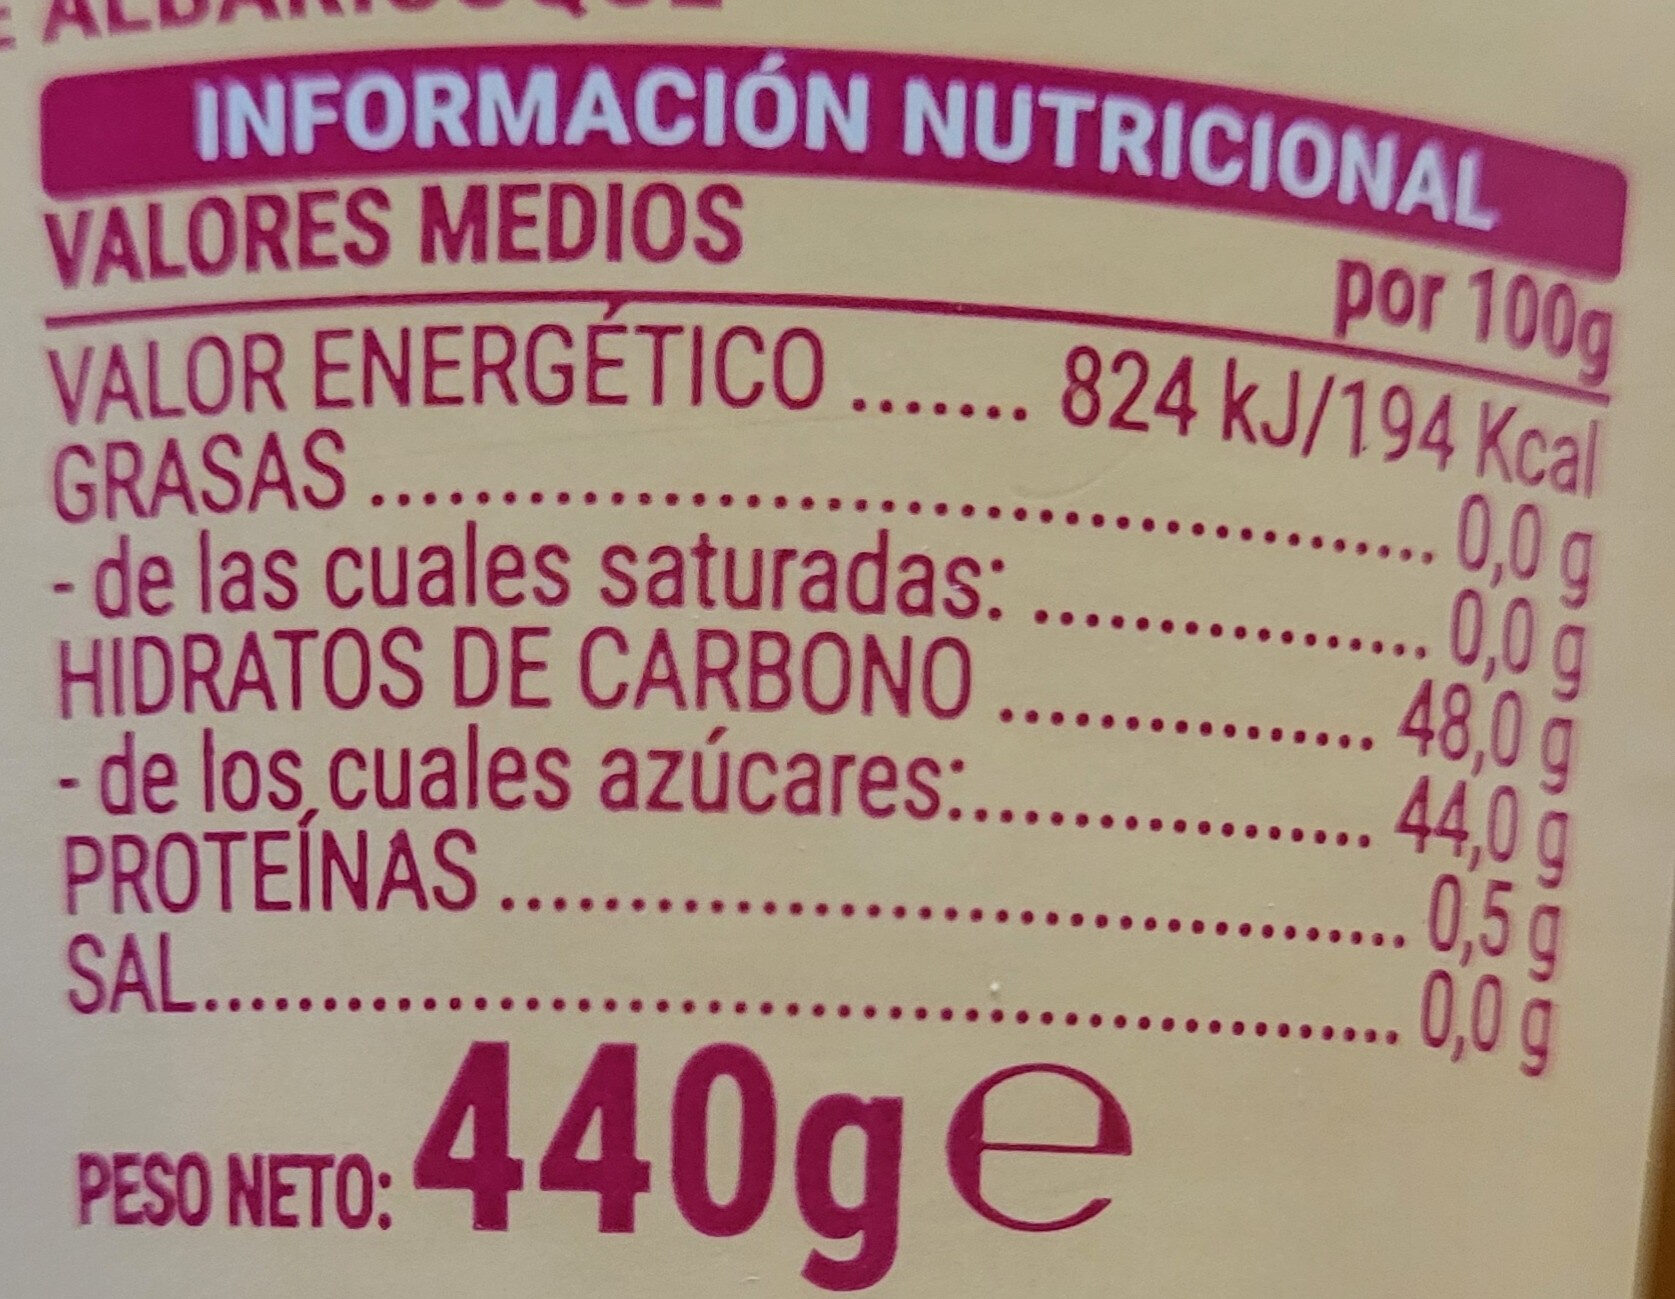 INFORMACIÓN NUTRICIONAL
VALORES MEDIOS por 100g
VALOR ENERGÉTICO ....... 824 kJ/194 Kcal
GRASAS ........................................ 0,0 g
- de las cuales saturadas: ................ 0,0 g
HIDRATOS DE CARBONO ............... 48,0 g
- de los cuales azúcares:................. 44,0 g
PROTEÍNAS ................................... 0,5 g
SAL.............................................. 0,0 g
PESO NETO: 440g e